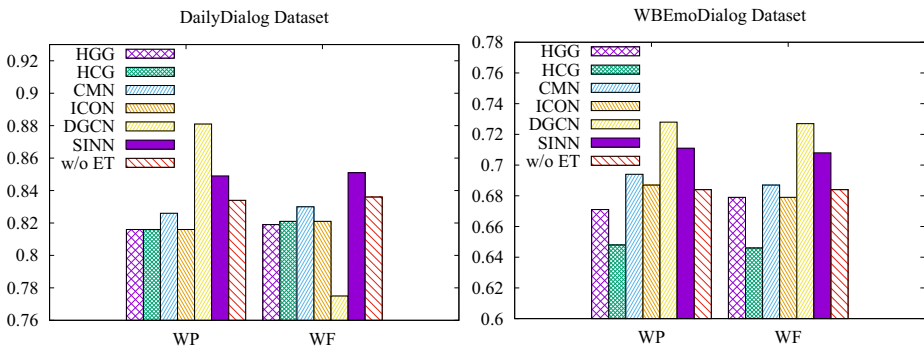 DailyDialog Dataset
0.92
0.9
0.88
0.86
0.84
0.82
0.8
0.78
0.76
HGG
HCG
CMN
ICON
DGCN
SINN
w/o ET
WP
WF
WBEmoDialog Dataset
0.78
0.76
0.74
0.72
0.7
0.68
0.66
0.64
0.62
0.6
HGG
HCG
CMN
ICON
DGCN
SINN
w/o ET
WP
WF